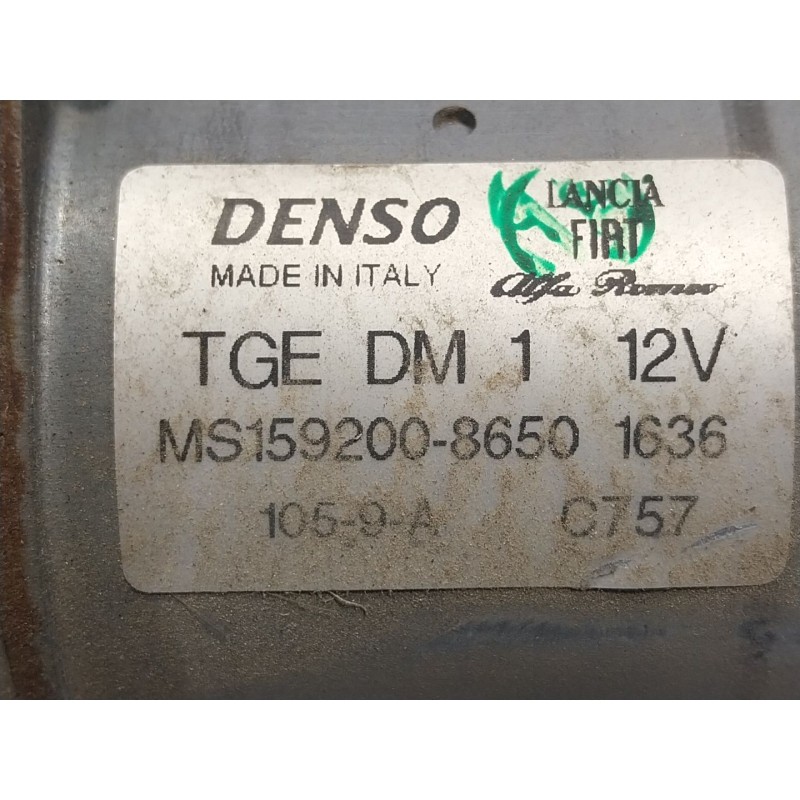 DENSO
MADE IN ITALY
LANCIA
FIAT
Alfa Romeo
TGE DM 1 12V
MS159200-8650 1636
105-9-A C757